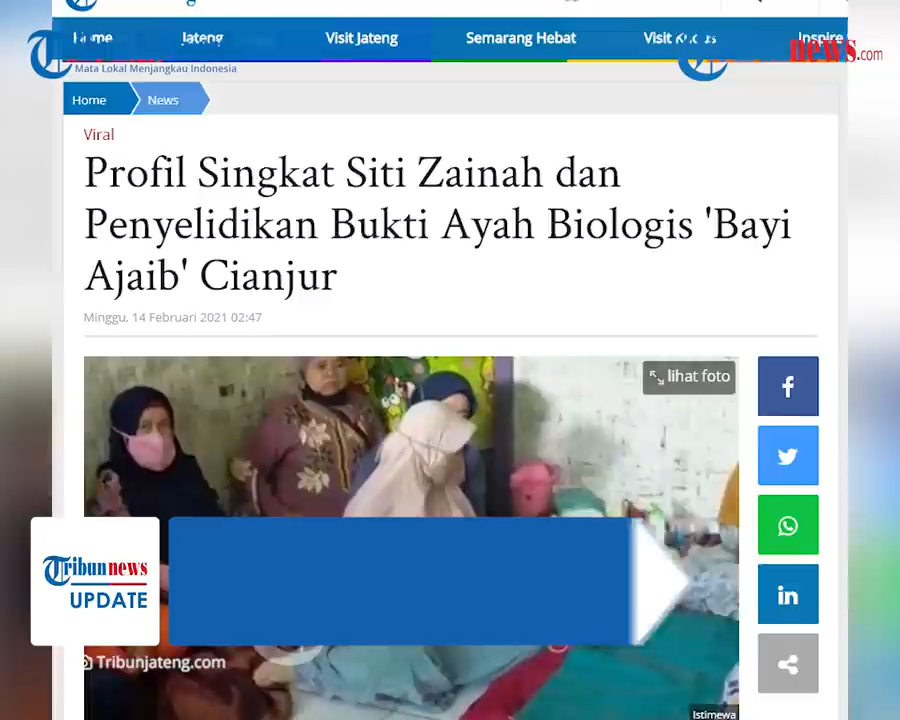 Home Jateng Visit Jateng Semarang Hebat Visit Inspire
Mata Lokal Menjangkau Indonesia
news.com
Home News
Viral
Profil Singkat Siti Zainah dan
Penyelidikan Bukti Ayah Biologis 'Bayi
Ajaib' Cianjur
Minggu, 14 Februari 2021 02:47
lihat foto
Tribunnews
UPDATE
Tribunjateng.com
Istimewa